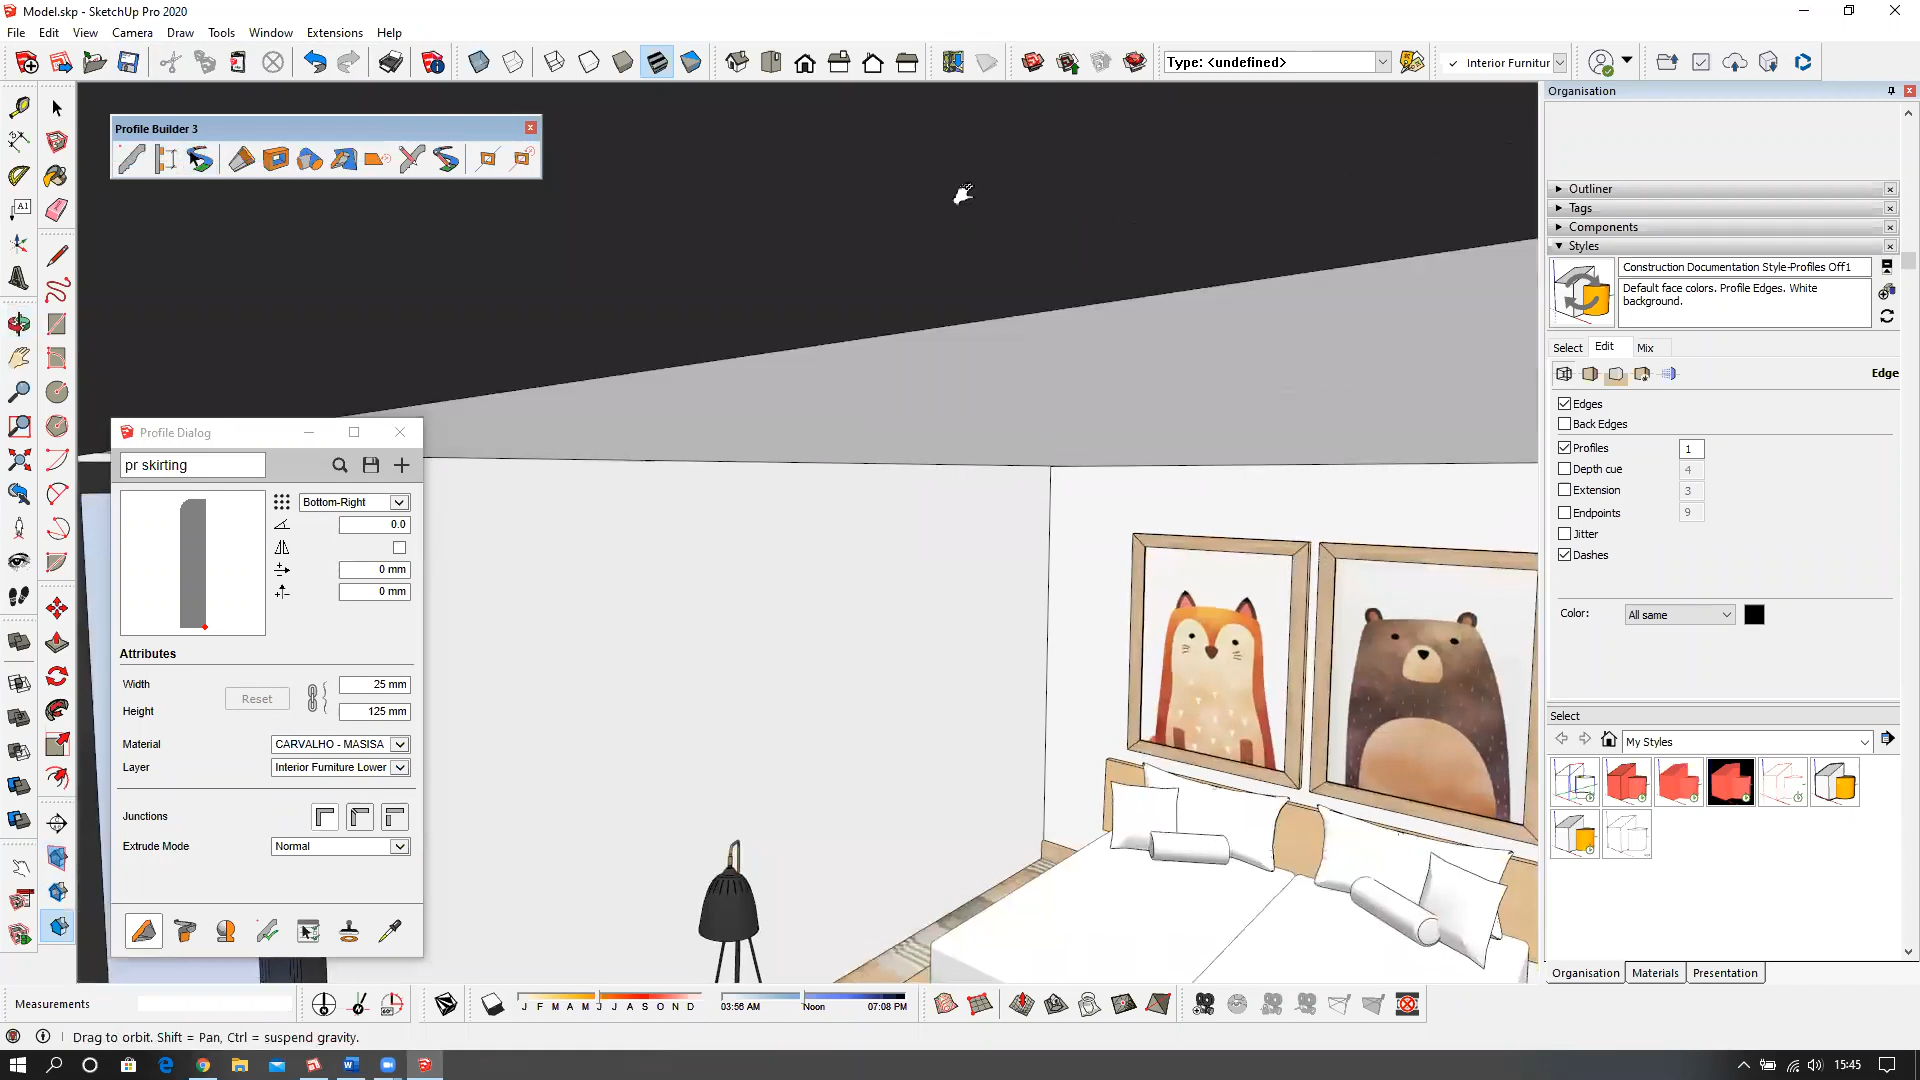 Model.skp - SketchUp Pro 2020
File Edit View Camera Draw Tools Window Extensions Help
Type: <undefined>
Interior Furnitur
Organisation
Profile Builder 3
A1
Outliner
Tags
Components
Styles
Construction Documentation Style-Profiles Off1
Default face colors. Profile Edges. White
background.
Select Edit Mix
Edge
Edges
Back Edges
Profiles 1
Depth cue 4
Extension 3
Endpoints 9
Jitter
Dashes
Color: All same
Select
My Styles
Organisation Materials Presentation
Profile Dialog
pr skirting
Bottom-Right
0.0
0 mm
0 mm
Attributes
Width 25 mm
Reset
Height 125 mm
Material CARVALHO - MASISA
Layer Interior Furniture Lower
Junctions
Extrude Mode Normal
Measurements
J F M A M J J A S O N D
03:56 AM Noon 07:08 PM
Drag to orbit. Shift = Pan, Ctrl = suspend gravity.
15:45